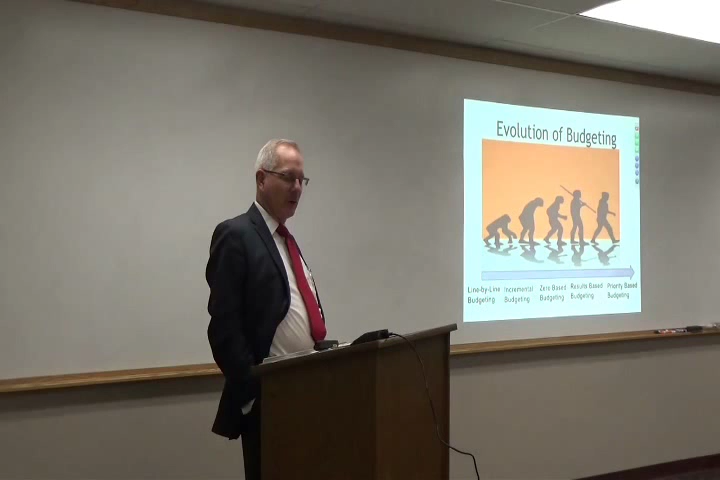 Evolution of Budgeting
Line-by-Line Incremental Zero Based Results Based Priority Based
Budgeting Budgeting Budgeting Budgeting Budgeting